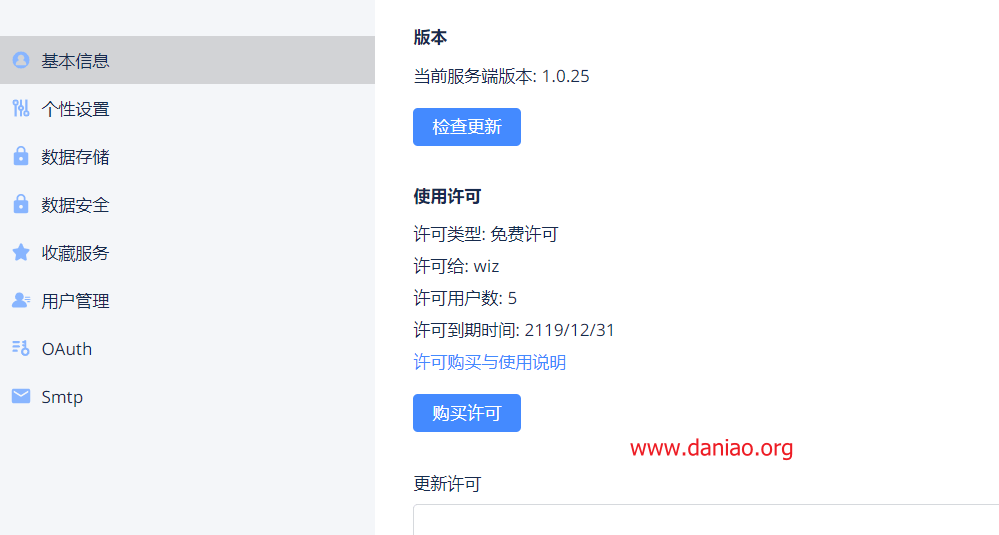 基本信息
个性设置
数据存储
数据安全
收藏服务
用户管理
OAuth
Smtp
版本
当前服务端版本: 1.0.25
检查更新
使用许可
许可类型: 免费许可
许可给: wiz
许可用户数: 5
许可到期时间: 2119/12/31
许可购买与使用说明
购买许可
www.daniao.org
更新许可